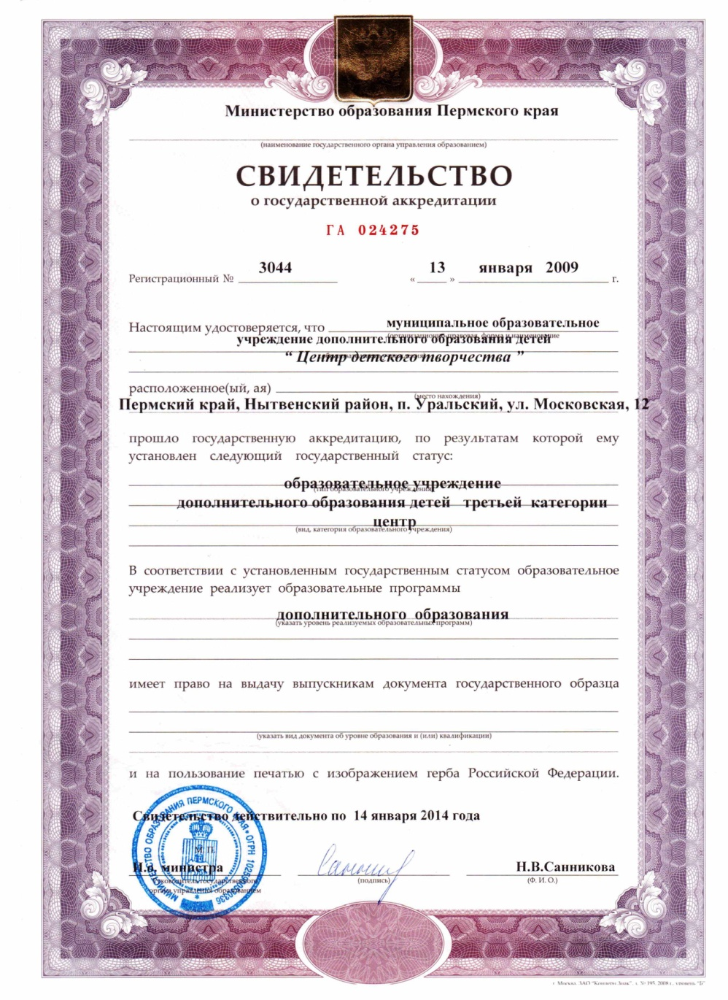 Министерство образования Пермского края
(наименование государственного органа управления образованием)
СВИДЕТЕЛЬСТВО
о государственной аккредитации
ГА 024275
Регистрационный № 3044 « 13 » января 2009 г.
Настоящим удостоверяется, что муниципальное образовательное
(организационно-правовая форма и наименование
учреждение дополнительного образования детей
“ Центр детского творчества ”
расположенное(ый, ая)
(место нахождения)
Пермский край, Нытвенский район, п. Уральский, ул. Московская, 12
прошло государственную аккредитацию, по результатам которой ему
установлен следующий государственный статус:
образовательное учреждение
(тип образовательного учреждения)
дополнительного образования детей третьей категории
центр
(вид, категория образовательного учреждения)
В соответствии с установленным государственным статусом образовательное
учреждение реализует образовательные программы
дополнительного образования
(указать уровень реализуемых образовательных программ)
имеет право на выдачу выпускникам документа государственного образца
(указать вид документа об уровне образования и (или) квалификации)
и на пользование печатью с изображением герба Российской Федерации.
Свидетельство действительно по 14 января 2014 года
МИНИСТЕРСТВО ОБРАЗОВАНИЯ ПЕРМСКОГО КРАЯ • ОГРН
М. П.
И.о. министра
Н.В.Санникова
Руководитель государственного
органа управления образованием
(подпись)
(Ф. И. О.)
г. Москва, ЗАО "Концерн Знак", з. № 195, 2008 г., уровень "Б"